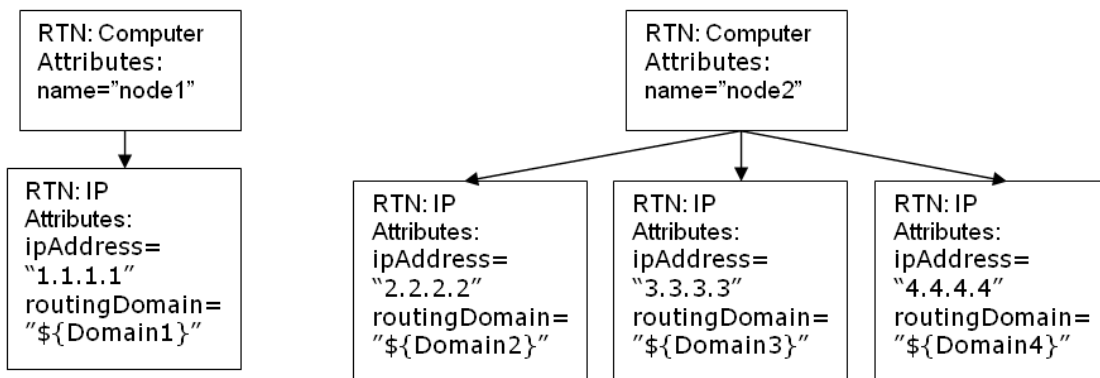 RTN: Computer
Attributes:
name=”node1”
RTN: Computer
Attributes:
name=”node2”
RTN: IP
Attributes:
ipAddress=
“1.1.1.1”
routingDomain=
”${Domain1}”
RTN: IP
Attributes:
ipAddress=
“2.2.2.2”
routingDomain=
”${Domain2}”
RTN: IP
Attributes:
ipAddress=
“3.3.3.3”
routingDomain=
”${Domain3}”
RTN: IP
Attributes:
ipAddress=
“4.4.4.4”
routingDomain=
”${Domain4}”